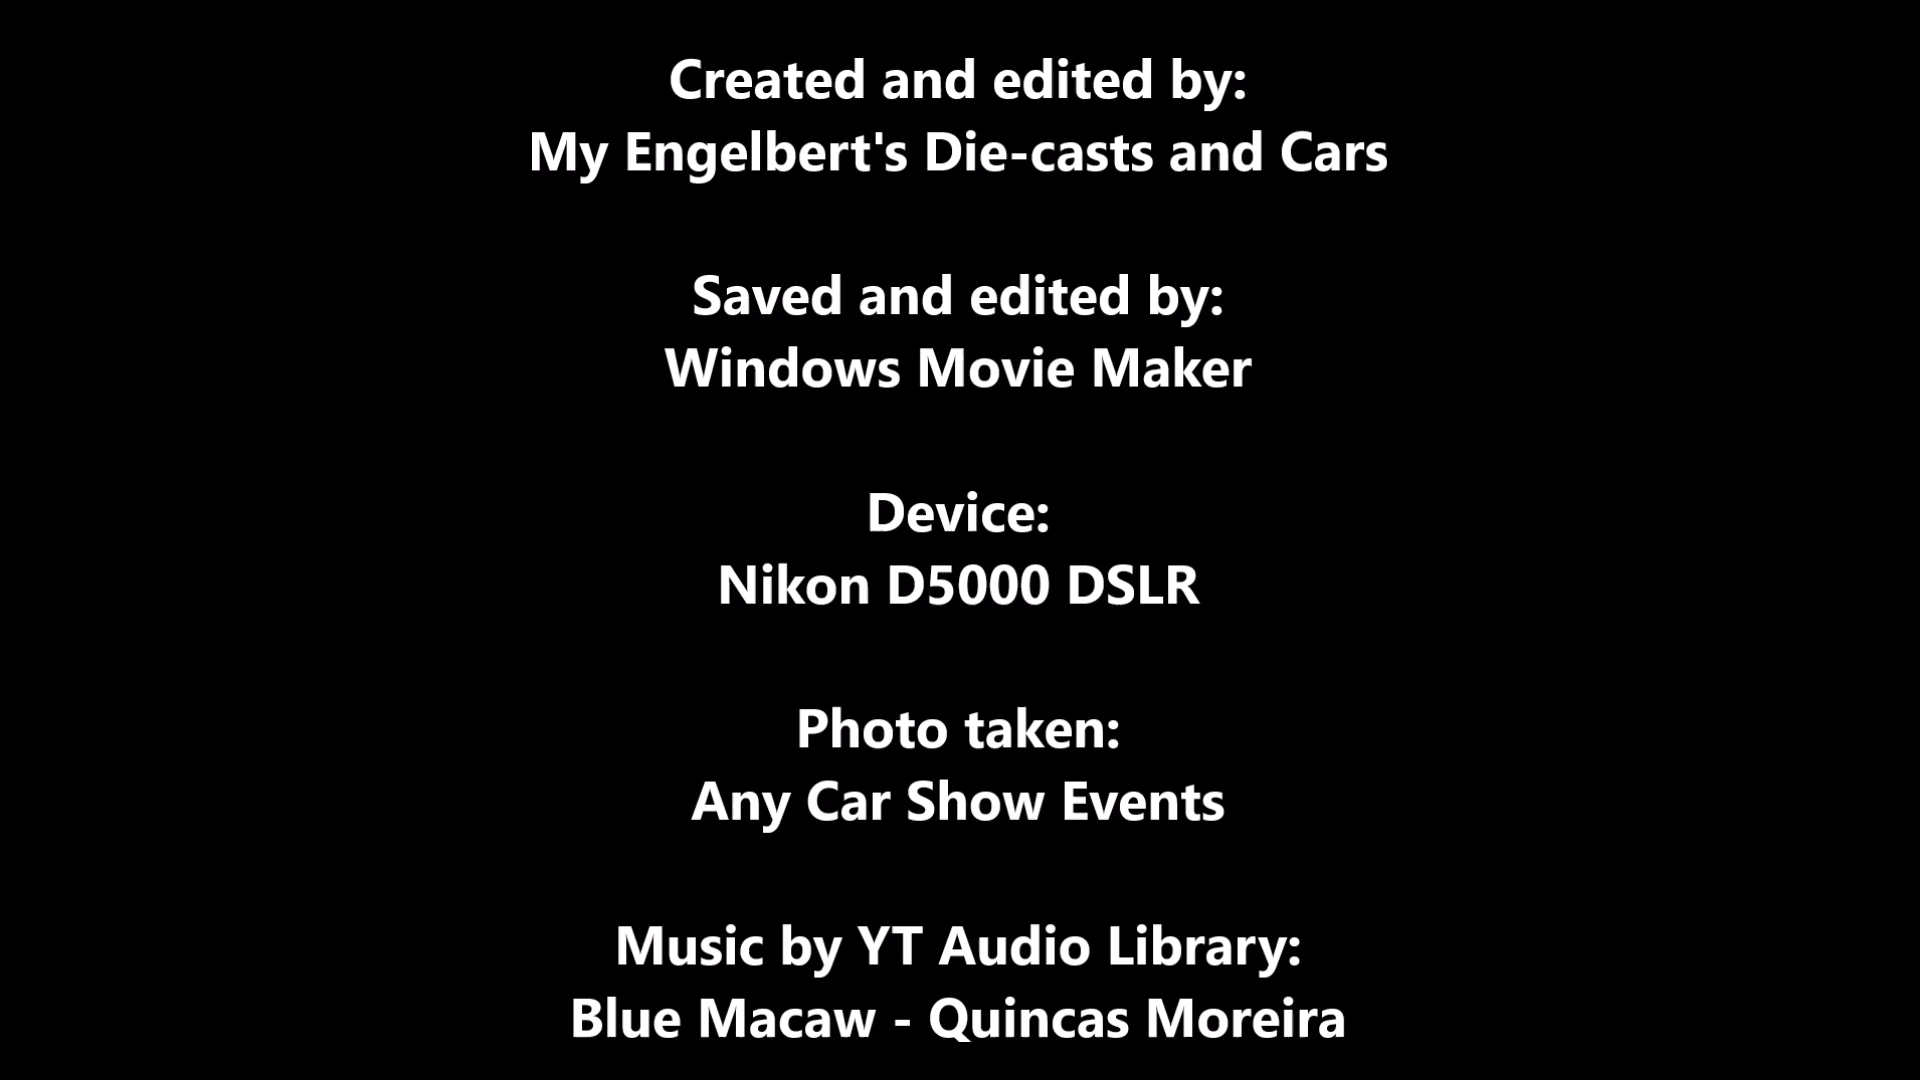 Created and edited by:
My Engelbert's Die-casts and Cars
Saved and edited by:
Windows Movie Maker
Device:
Nikon D5000 DSLR
Photo taken:
Any Car Show Events
Music by YT Audio Library:
Blue Macaw - Quincas Moreira